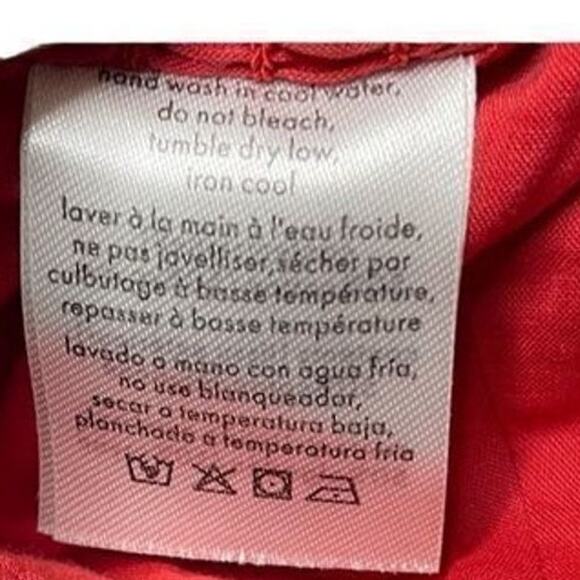 hand wash in cool water,
do not bleach,
tumble dry low,
iron cool
laver à la main à l'eau froide,
ne pas javelliser, sécher par
culbutage à basse température,
repasser à basse température
lavado a mano con agua fría,
no use blanqueador,
secar a temperatura baja,
planchado a temperatura fría